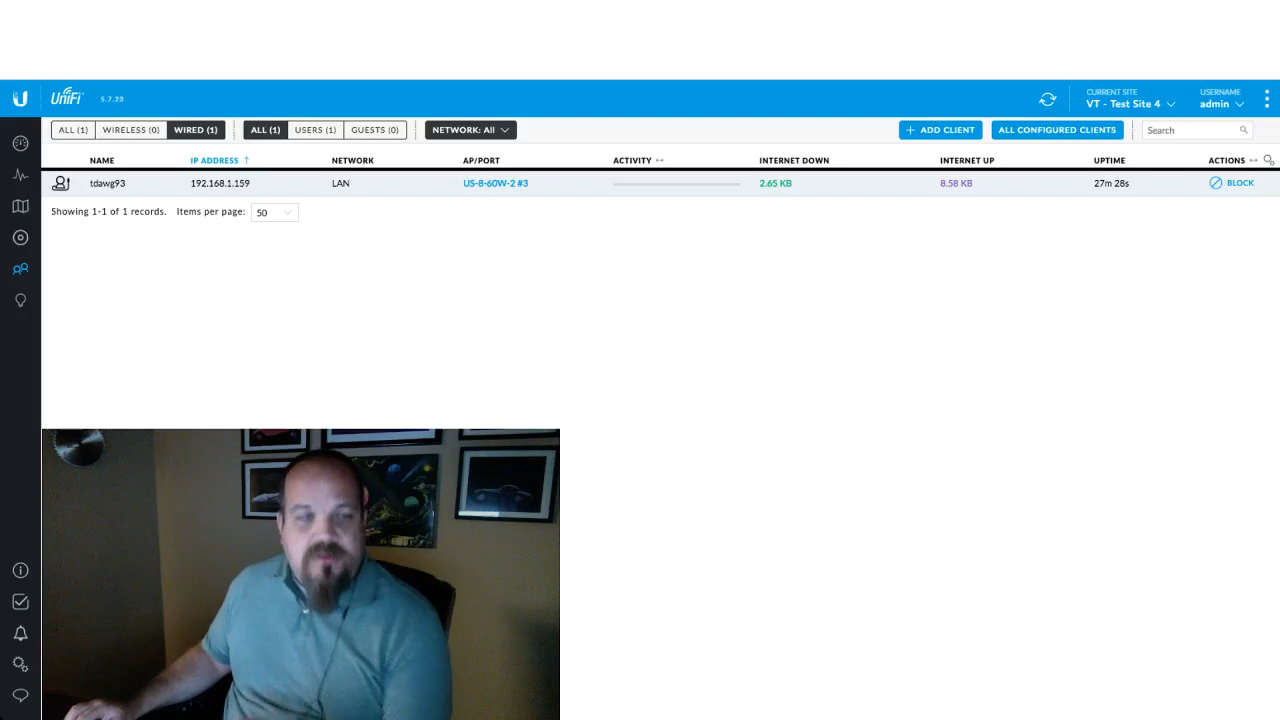 UniFi 5.7.23
CURRENT SITE
VT - Test Site 4
USERNAME
admin
ALL (1) WIRELESS (0) WIRED (1) ALL (1) USERS (1) GUESTS (0) NETWORK: All + ADD CLIENT ALL CONFIGURED CLIENTS Search
NAME IP ADDRESS ↑ NETWORK AP/PORT ACTIVITY INTERNET DOWN INTERNET UP UPTIME ACTIONS
tdawg93 192.168.1.159 LAN US-8-60W-2 #3 2.65 KB 8.58 KB 27m 28s BLOCK
Showing 1-1 of 1 records. Items per page: 50